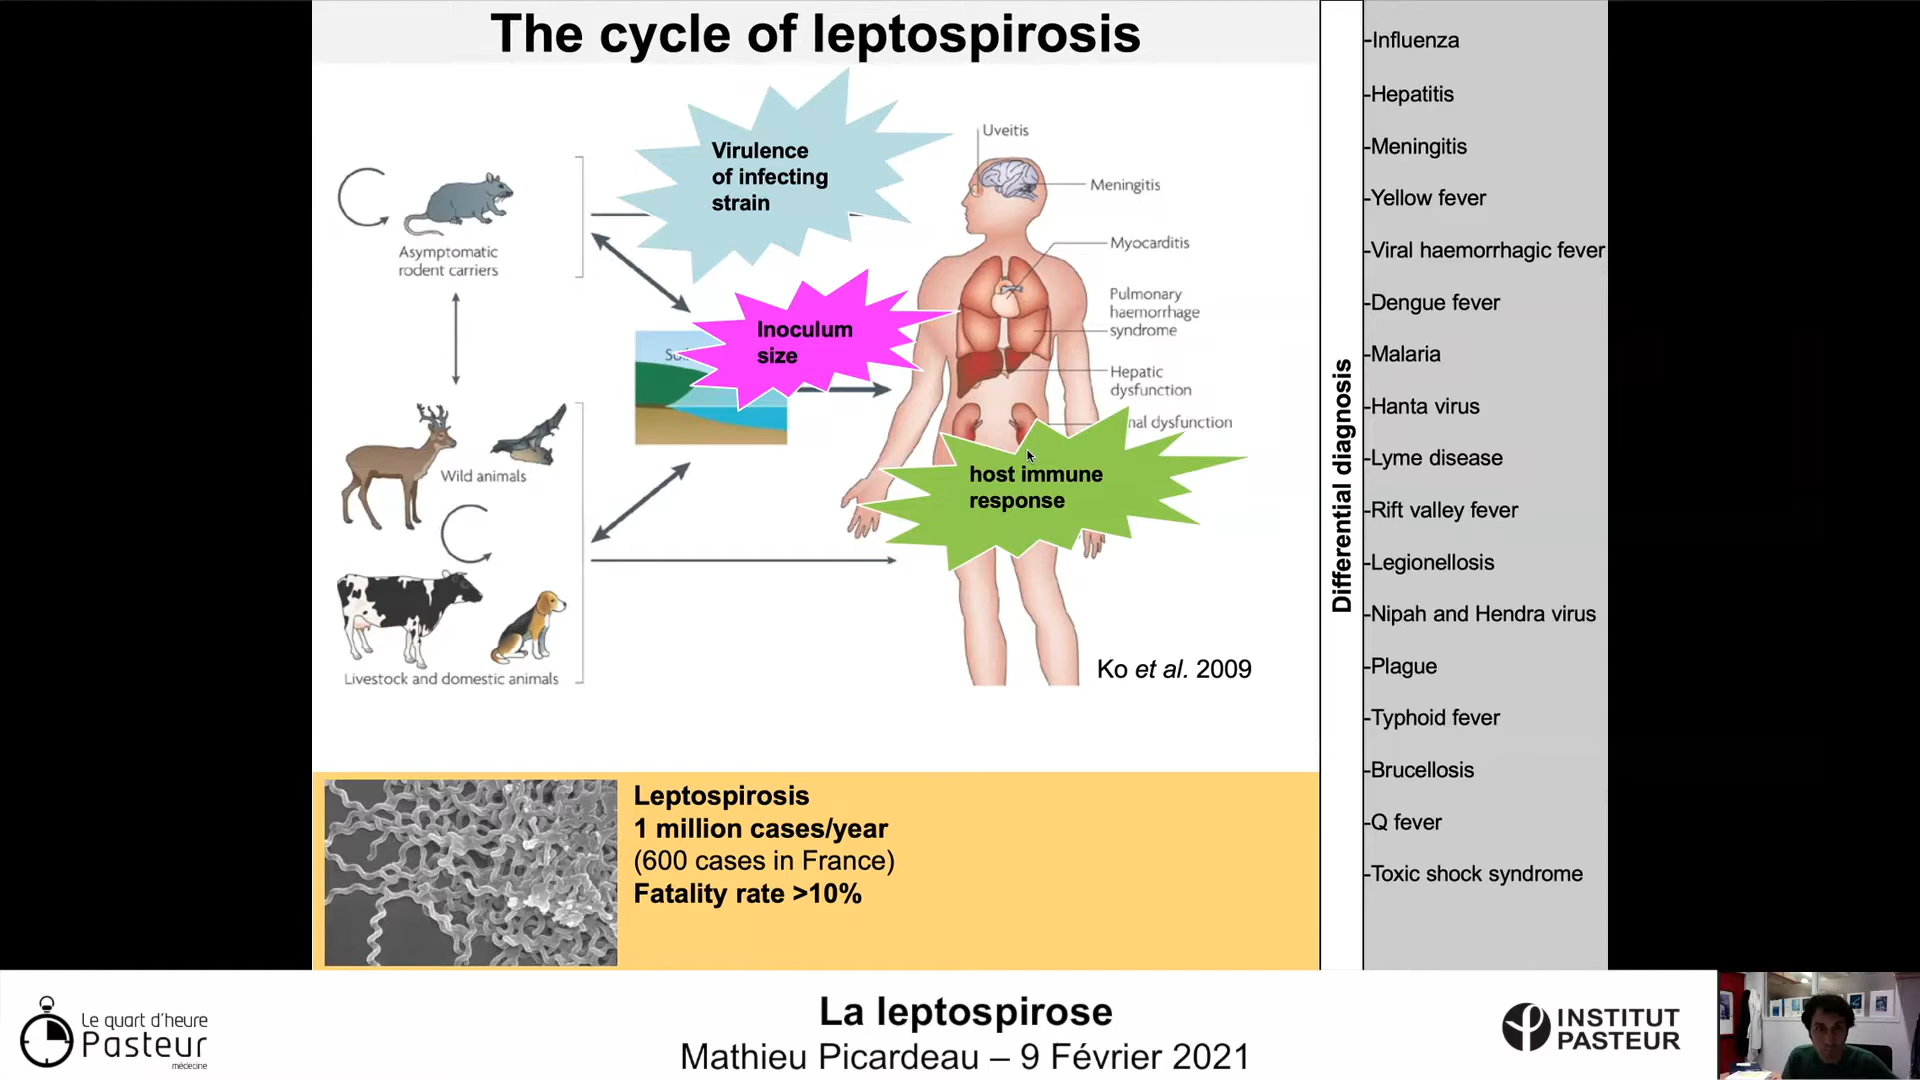 The cycle of leptospirosis
Virulence
of infecting
strain
Inoculum
size
host immune
response
Asymptomatic
rodent carriers
Wild animals
Livestock and domestic animals
Uveitis
Meningitis
Myocarditis
Pulmonary
haemorrhage
syndrome
Hepatic
dysfunction
dysfunction
Ko et al. 2009
Leptospirosis
1 million cases/year
(600 cases in France)
Fatality rate >10%
Differential diagnosis
-Influenza
-Hepatitis
-Meningitis
-Yellow fever
-Viral haemorrhagic fever
-Dengue fever
-Malaria
-Hanta virus
-Lyme disease
-Rift valley fever
-Legionellosis
-Nipah and Hendra virus
-Plague
-Typhoid fever
-Brucellosis
-Q fever
-Toxic shock syndrome
Le quart d'heure
Pasteur
médecine
La leptospirose
Mathieu Picardeau – 9 Février 2021
INSTITUT
PASTEUR